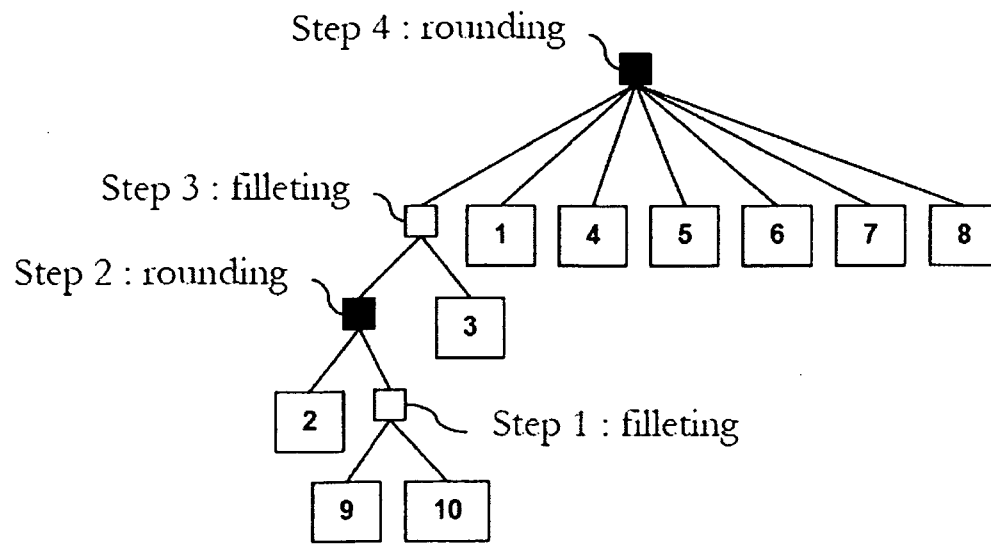 Step 4 : rounding
Step 3 : filleting
1 4 5 6 7 8
Step 2 : rounding
3
2
Step 1 : filleting
9 10